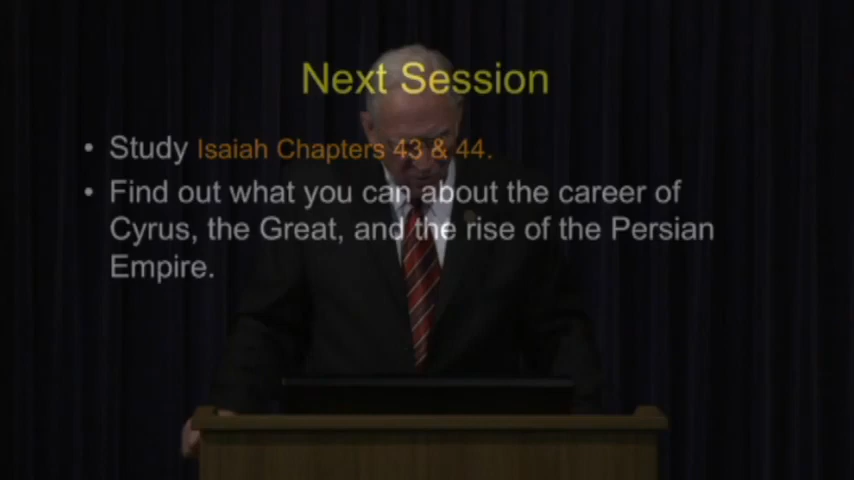 Next Session
• Study Isaiah Chapters 43 & 44.
• Find out what you can about the career of
Cyrus, the Great, and the rise of the Persian
Empire.